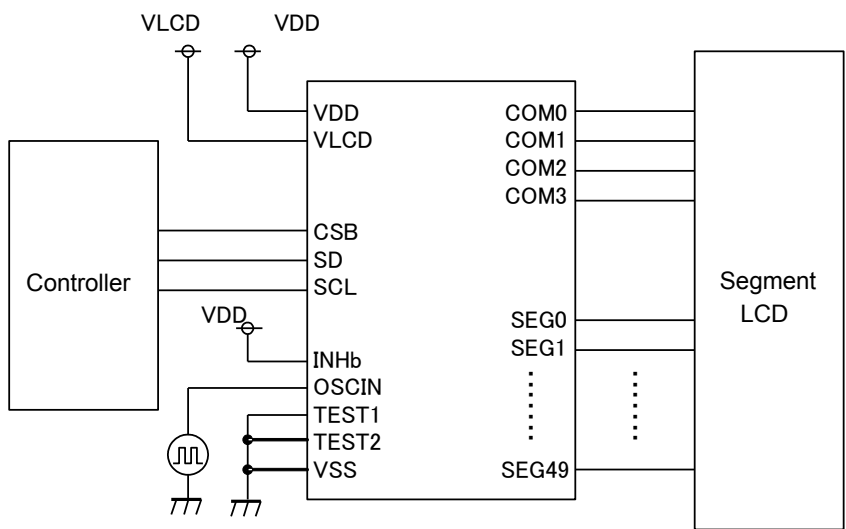 VLCD VDD
VDD
VLCD
CSB
SD
SCL
INHb
OSCIN
TEST1
TEST2
VSS
COM0
COM1
COM2
COM3
SEG0
SEG1
SEG49
Controller
VDD
Segment
LCD